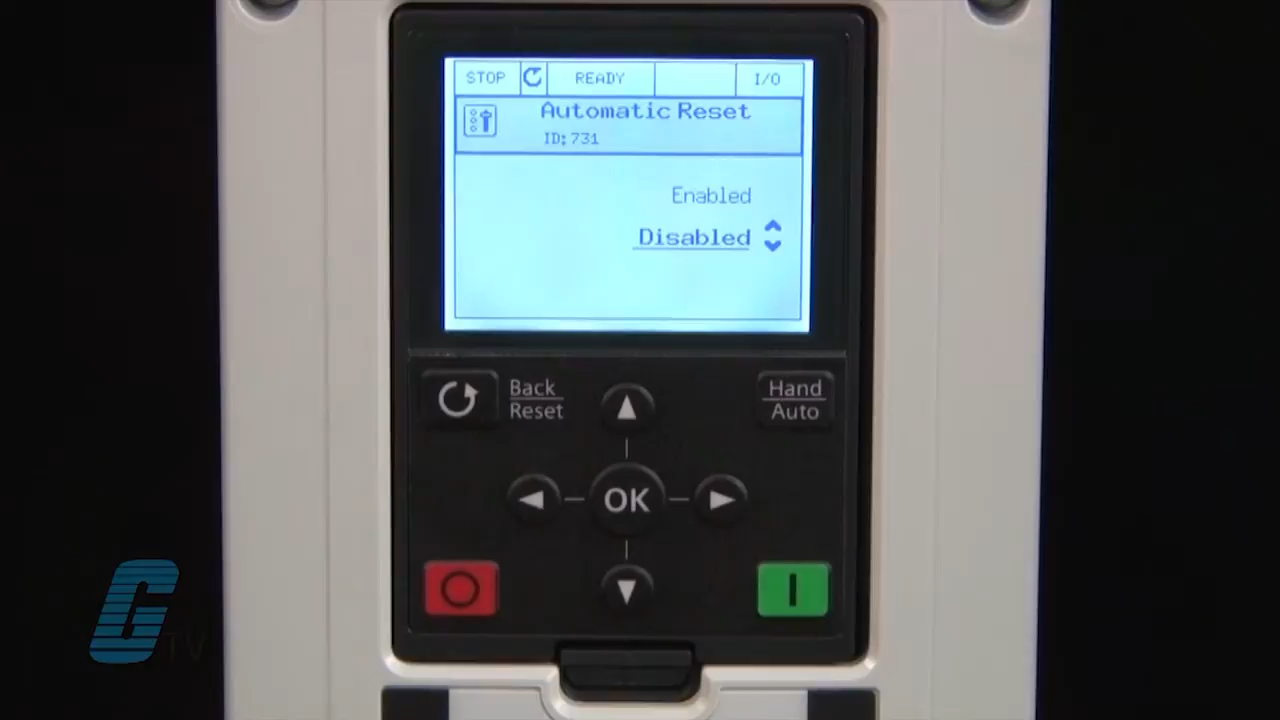 STOP READY I/O
Automatic Reset
ID:731
Enabled
Disabled
Back
Reset
Hand
Auto
OK
G TV